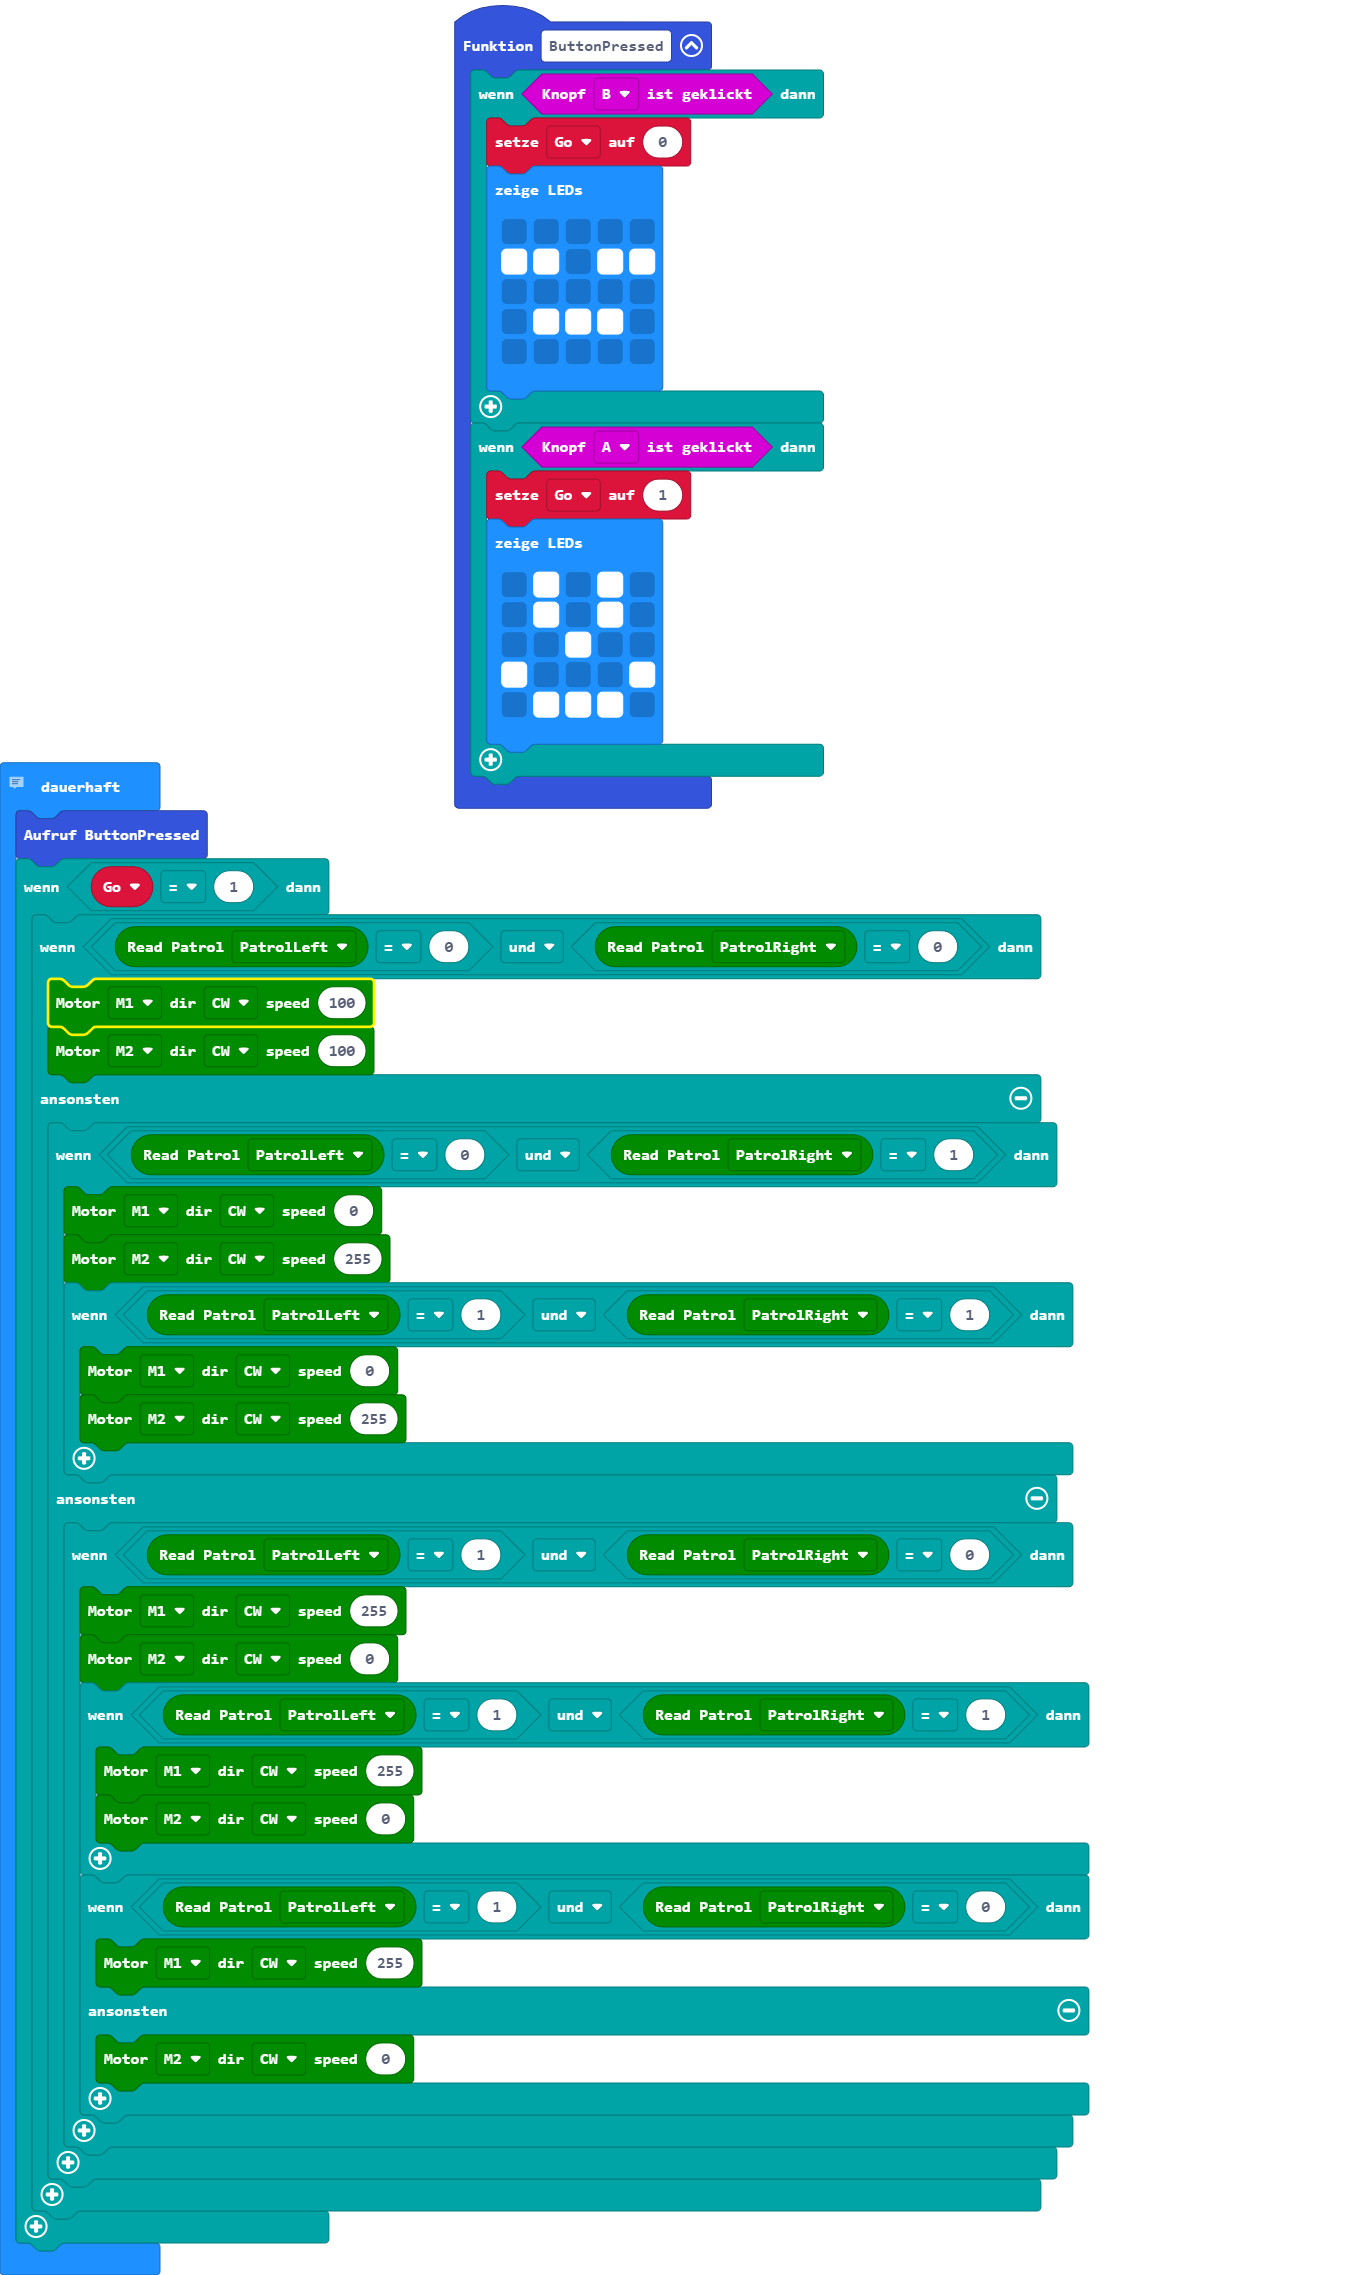 Funktion ButtonPressed
wenn Knopf B ist geklickt dann
setze Go auf 0
zeige LEDs
wenn Knopf A ist geklickt dann
setze Go auf 1
zeige LEDs
dauerhaft
Aufruf ButtonPressed
wenn Go = 1 dann
wenn Read Patrol PatrolLeft = 0 und Read Patrol PatrolRight = 0 dann
Motor M1 dir CW speed 100
Motor M2 dir CW speed 100
ansonsten
wenn Read Patrol PatrolLeft = 0 und Read Patrol PatrolRight = 1 dann
Motor M1 dir CW speed 0
Motor M2 dir CW speed 255
wenn Read Patrol PatrolLeft = 1 und Read Patrol PatrolRight = 1 dann
Motor M1 dir CW speed 0
Motor M2 dir CW speed 255
ansonsten
wenn Read Patrol PatrolLeft = 1 und Read Patrol PatrolRight = 0 dann
Motor M1 dir CW speed 255
Motor M2 dir CW speed 0
wenn Read Patrol PatrolLeft = 1 und Read Patrol PatrolRight = 1 dann
Motor M1 dir CW speed 255
Motor M2 dir CW speed 0
wenn Read Patrol PatrolLeft = 1 und Read Patrol PatrolRight = 0 dann
Motor M1 dir CW speed 255
ansonsten
Motor M2 dir CW speed 0